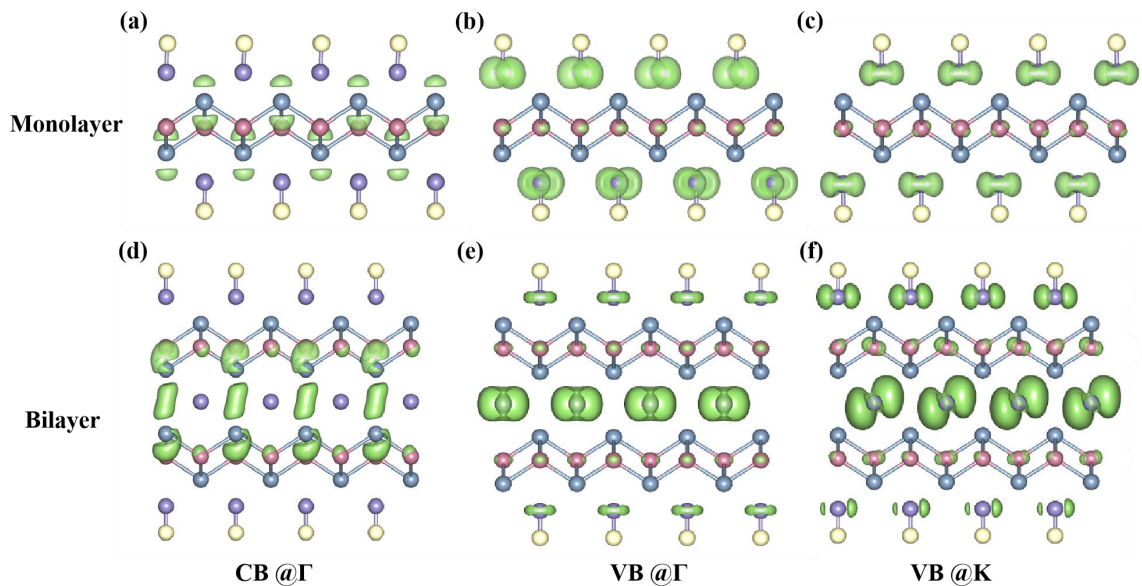 (a)
(b)
(c)
Monolayer
(d)
(e)
(f)
Bilayer
CB @Γ
VB @Γ
VB @K